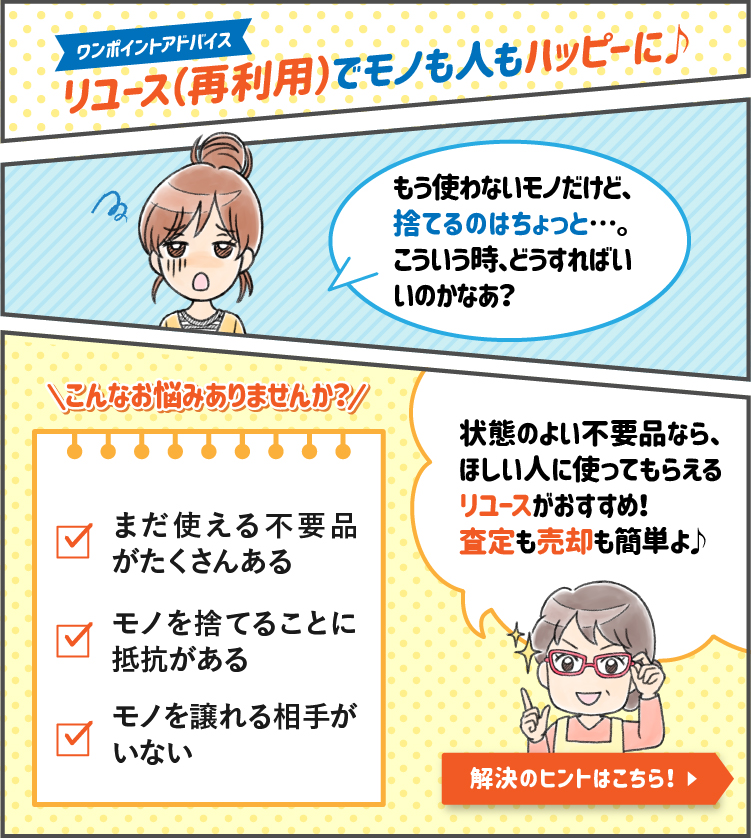 ワンポイントアドバイス
リユース(再利用)でモノも人もハッピーに♪
もう使わないモノだけど、
捨てるのはちょっと…。
こういう時、どうすればい
いのかなあ?
\こんなお悩みありませんか?/
まだ使える不要品
がたくさんある
モノを捨てることに
抵抗がある
モノを譲れる相手が
いない
状態のよい不要品なら、
ほしい人に使ってもらえる
リユースがおすすめ!
査定も売却も簡単よ♪
解決のヒントはこちら!